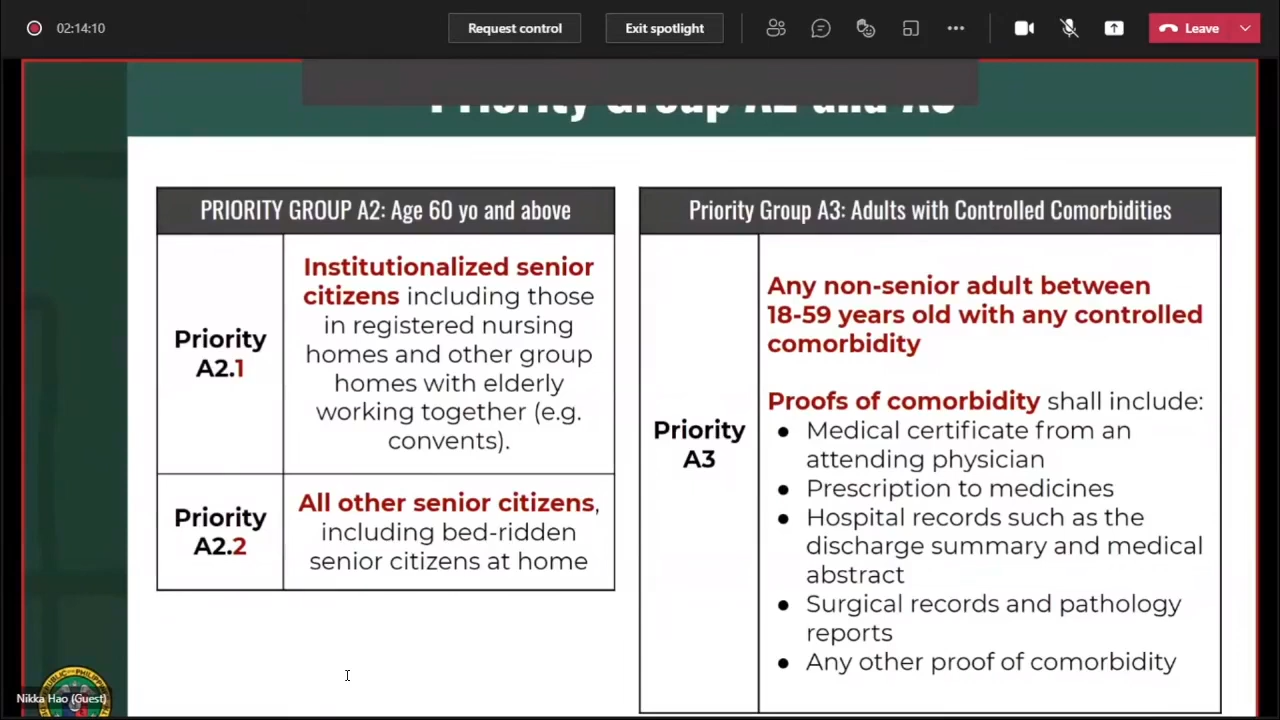 02:14:10
Request control
Exit spotlight
Leave
Priority Group A2 and A3
PRIORITY GROUP A2: Age 60 yo and above
Priority
A2.1
Institutionalized senior
citizens including those
in registered nursing
homes and other group
homes with elderly
working together (e.g.
convents).
Priority
A2.2
All other senior citizens,
including bed-ridden
senior citizens at home
Priority Group A3: Adults with Controlled Comorbidities
Priority
A3
Any non-senior adult between
18-59 years old with any controlled
comorbidity
Proofs of comorbidity shall include:
● Medical certificate from an
attending physician
● Prescription to medicines
● Hospital records such as the
discharge summary and medical
abstract
● Surgical records and pathology
reports
● Any other proof of comorbidity
Nikka Hao (Guest)